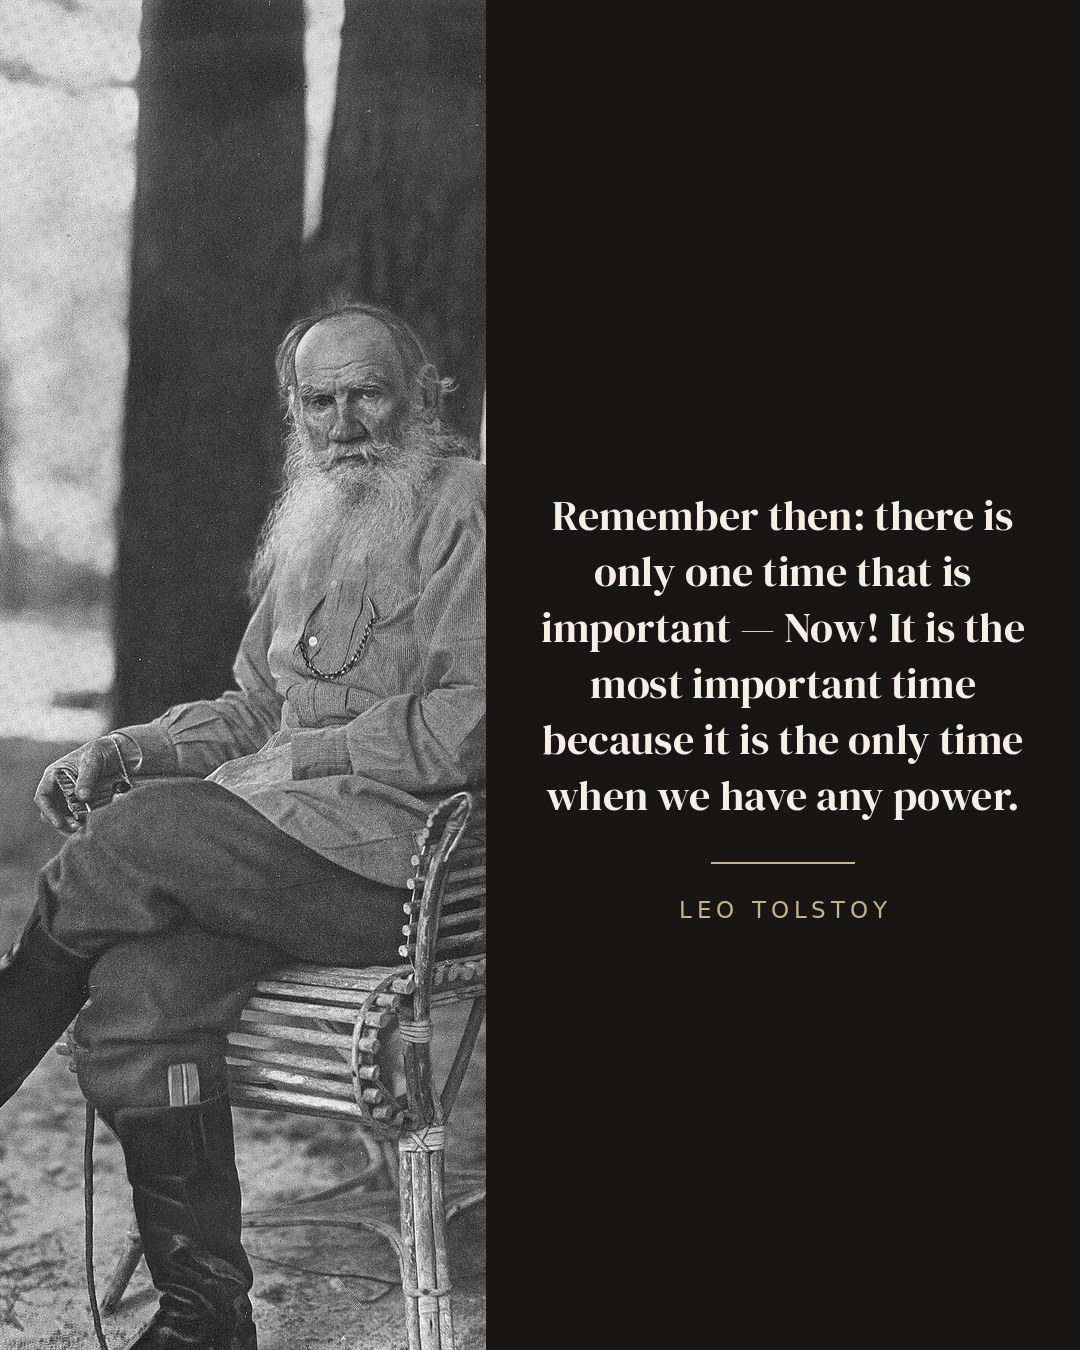 Remember then: there is
only one time that is
important — Now! It is the
most important time
because it is the only time
when we have any power.
LEO TOLSTOY